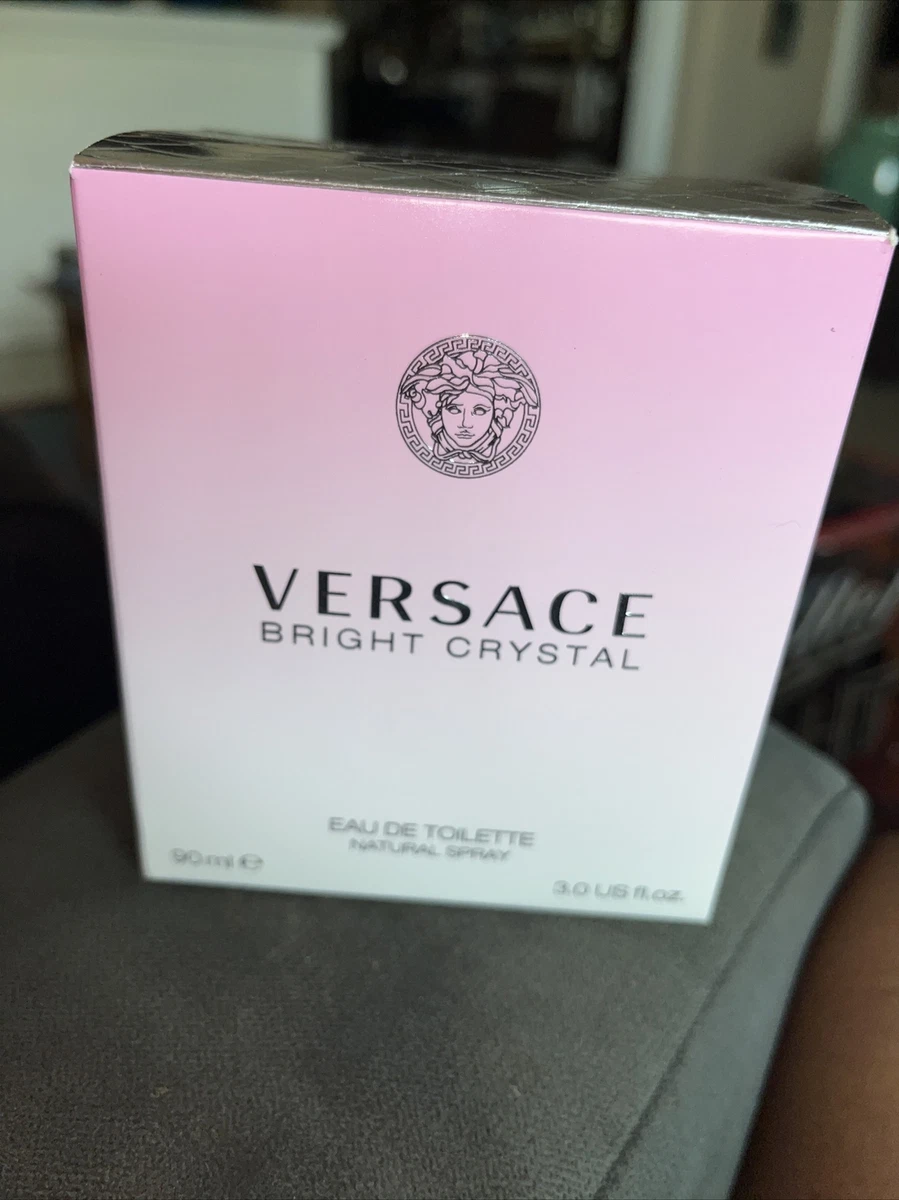 VERSACE
BRIGHT CRYSTAL
EAU DE TOILETTE
NATURAL SPRAY
90 ml ℮
3.0 US fl.oz.